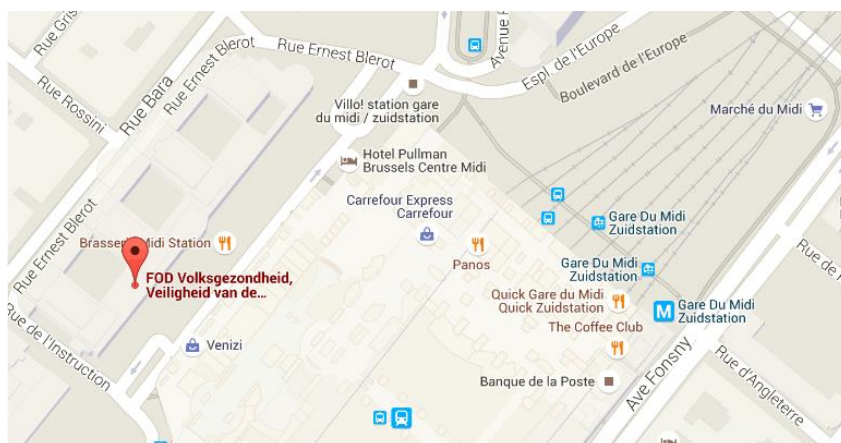 Rue Gris
Rue Ernest Blerot
Rue Ernest Blerot
Avenue
Espl. de l'Europe
Boulevard de l'Europe
Rue Rossini
Rue Bara
Villo! station gare
du midi / zuidstation
Marché du Midi
Hotel Pullman
Brussels Centre Midi
Carrefour Express
Carrefour
Gare Du Midi
Zuidstation
Rue Ernest Blerot
Brasserie Midi Station
Panos
Gare Du Midi
Zuidstation
Rue de
FOD Volksgezondheid,
Veiligheid van de...
Quick Gare du Midi
Quick Zuidstation
M
Gare Du Midi
Zuidstation
The Coffee Club
Rue de l'Instruction
Venizi
Banque de la Poste
Ave Fonsny
Rue d'Angleterre